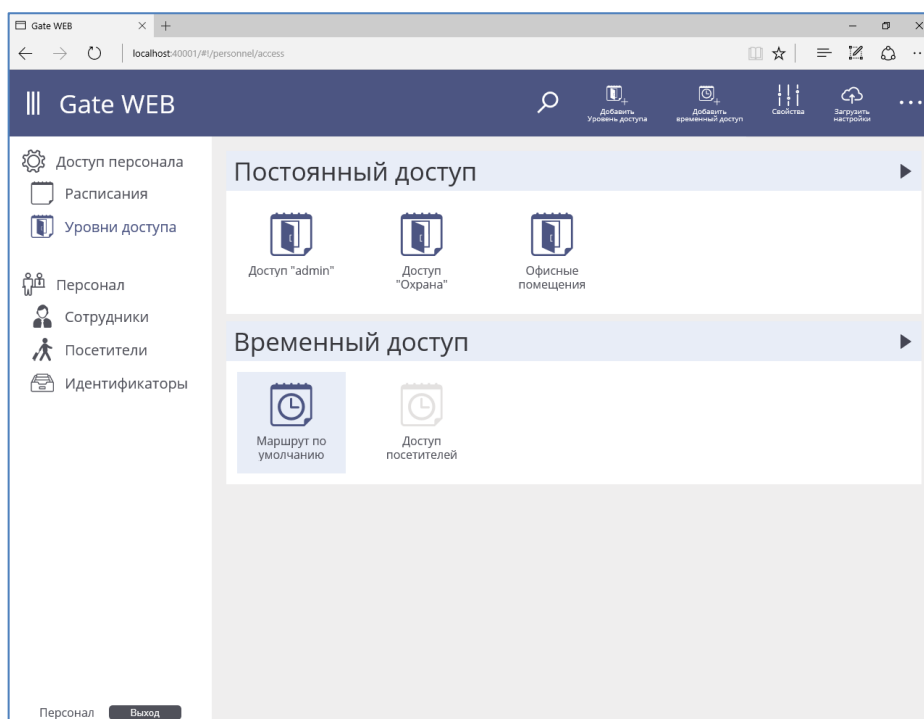 Gate WEB
localhost:40001/#!/personnel/access
Gate WEB
Добавить
Уровень доступа
Добавить
временный доступ
Свойства
Загрузить
настройки
Доступ персонала
Расписания
Уровни доступа
Персонал
Сотрудники
Посетители
Идентификаторы
Постоянный доступ
Доступ "admin"
Доступ
"Охрана"
Офисные
помещения
Временный доступ
Маршрут по
умолчанию
Доступ
посетителей
Персонал
Выход